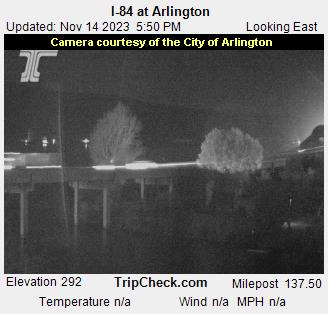 I-84 at Arlington
Updated: Nov 14 2023 5:50 PM Looking East
Camera courtesy of the City of Arlington
Elevation 292 TripCheck.com Milepost 137.50
Temperature n/a Wind n/a MPH n/a